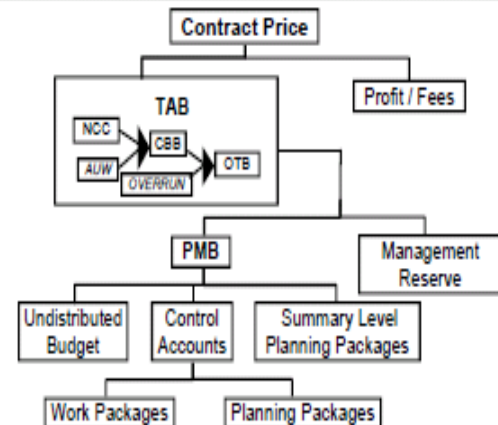 Contract Price
Profit / Fees
TAB
NCC
CBB
AUW
OTB
OVERRUN
PMB
Management
Reserve
Undistributed
Budget
Control
Accounts
Summary Level
Planning Packages
Work Packages
Planning Packages